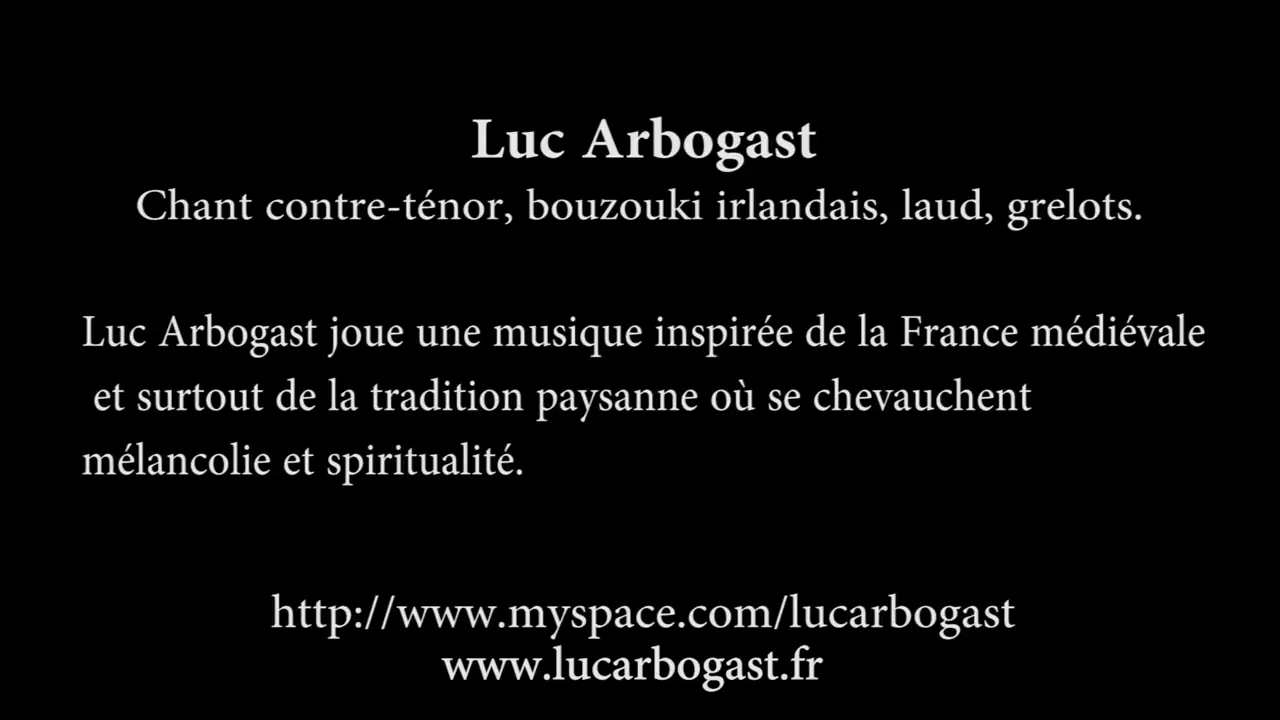 Luc Arbogast
Chant contre-ténor, bouzouki irlandais, laud, grelots.
Luc Arbogast joue une musique inspirée de la France médiévale
et surtout de la tradition paysanne où se chevauchent
mélancolie et spiritualité.
http://www.myspace.com/lucarbogast
www.lucarbogast.fr